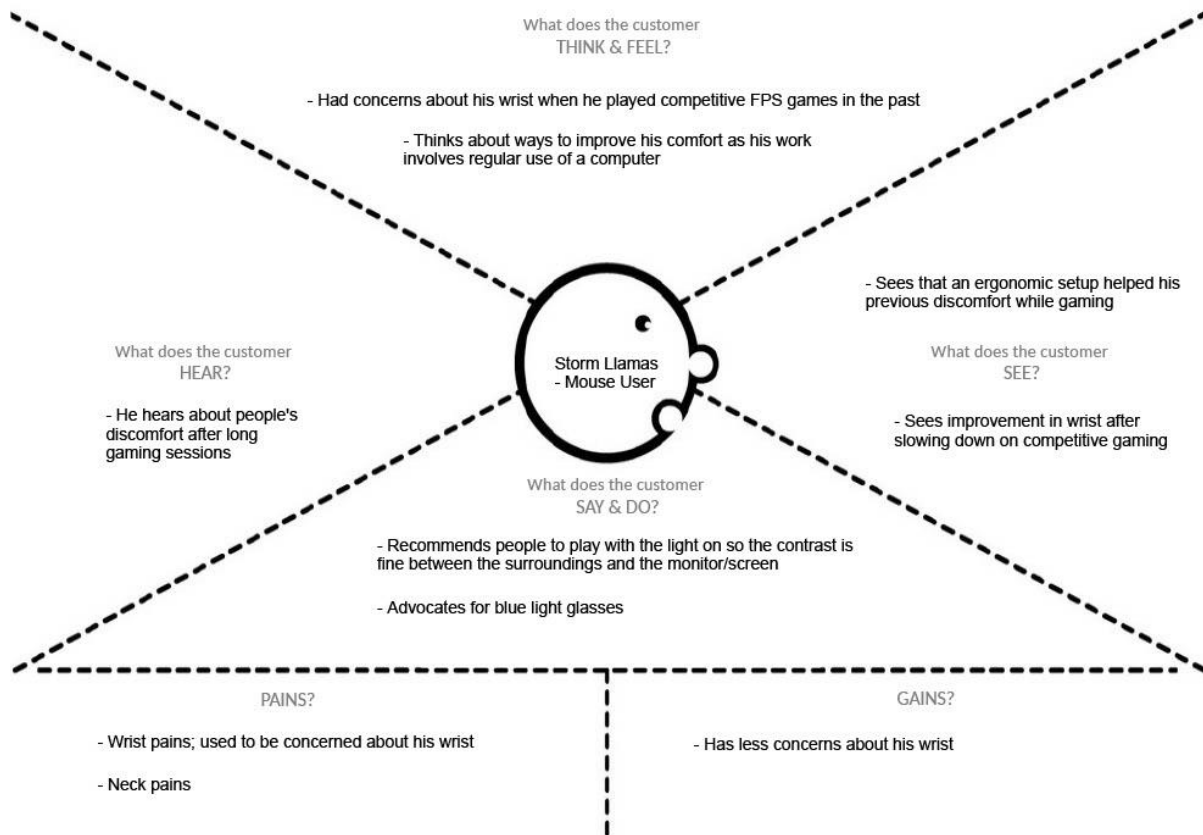 What does the customer
THINK & FEEL?
- Had concerns about his wrist when he played competitive FPS games in the past
- Thinks about ways to improve his comfort as his work
involves regular use of a computer
What does the customer
HEAR?
- He hears about people's
discomfort after long
gaming sessions
Storm Llamas
- Mouse User
- Sees that an ergonomic setup helped his
previous discomfort while gaming
What does the customer
SEE?
- Sees improvement in wrist after
slowing down on competitive gaming
What does the customer
SAY & DO?
- Recommends people to play with the light on so the contrast is
fine between the surroundings and the monitor/screen
- Advocates for blue light glasses
PAINS?
- Wrist pains; used to be concerned about his wrist
- Neck pains
GAINS?
- Has less concerns about his wrist